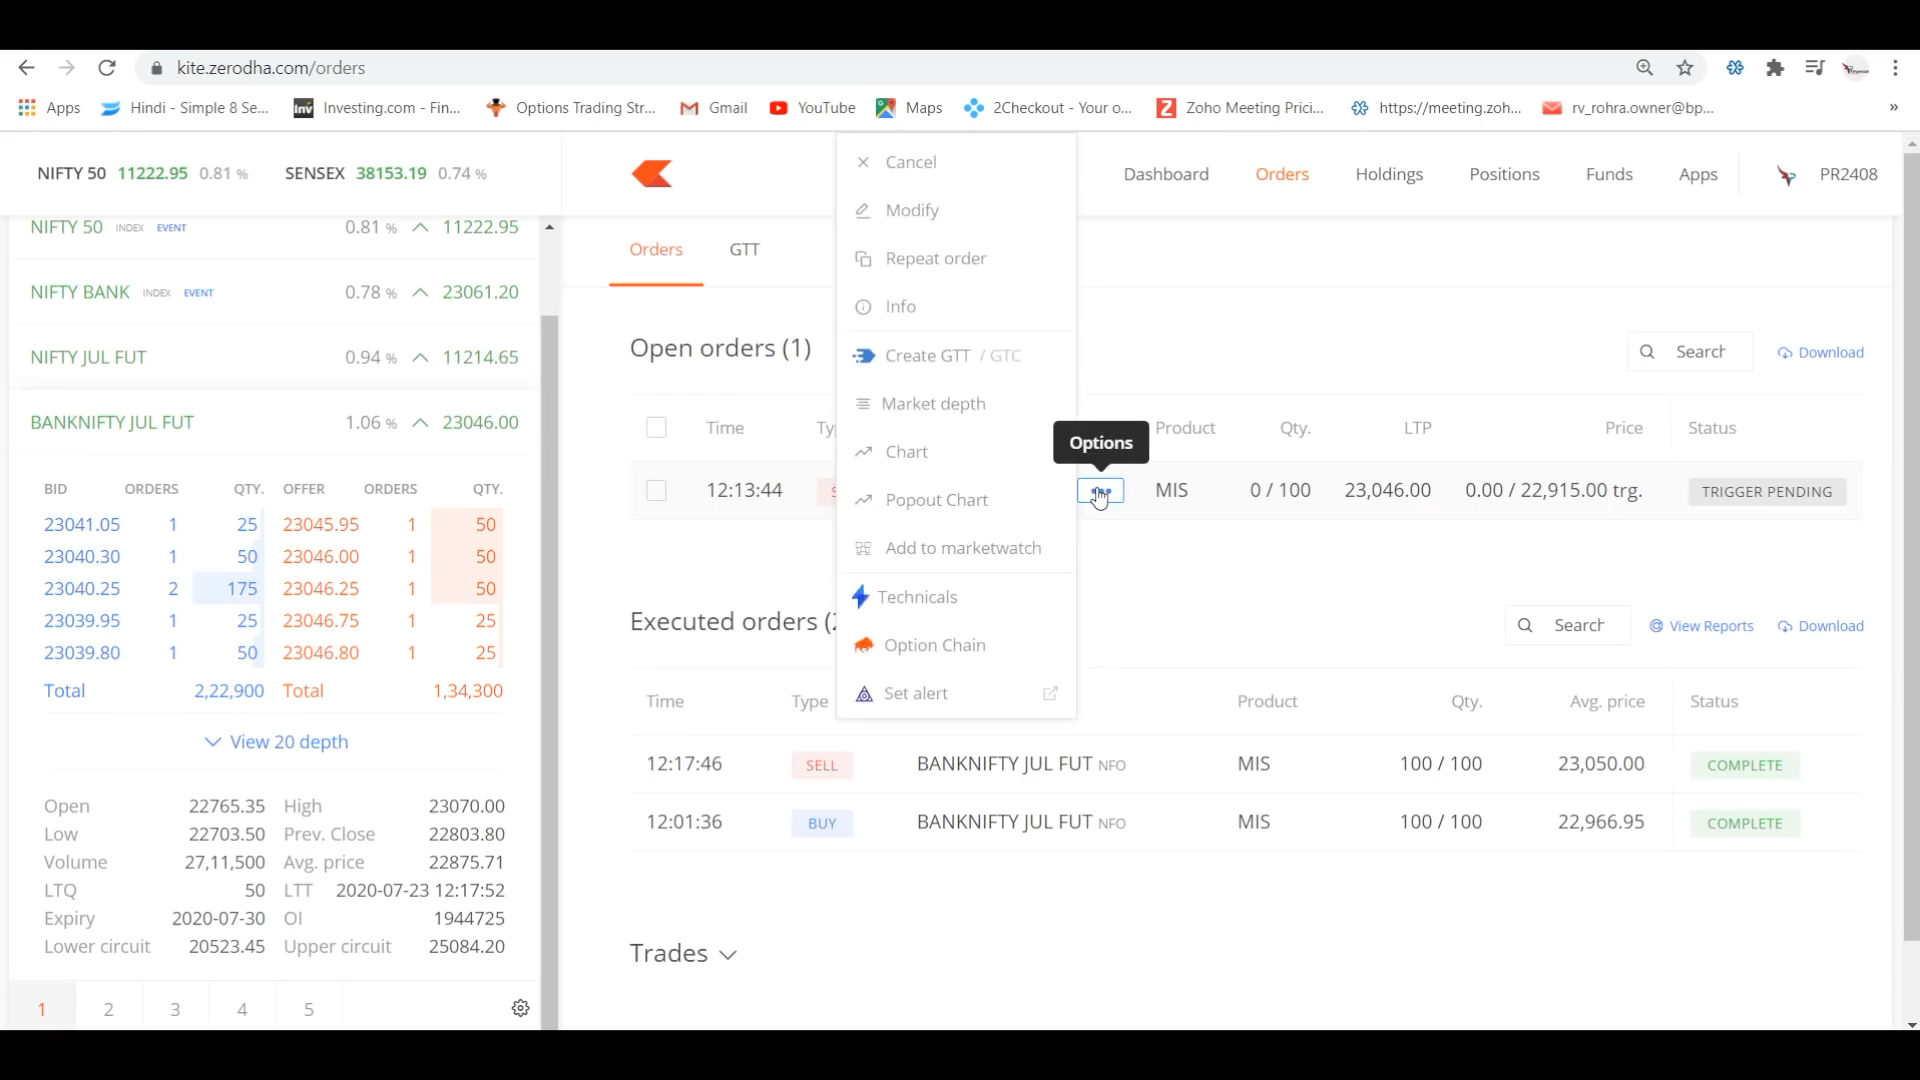 kite.zerodha.com/orders
Apps Hindi - Simple 8 Se... Investing.com - Fin... Options Trading Str... Gmail YouTube Maps 2Checkout - Your o... Zoho Meeting Prici... https://meeting.zoh... rv_rohra.owner@bp... »
NIFTY 50 11222.95 0.81 % SENSEX 38153.19 0.74 %
Dashboard Orders Holdings Positions Funds Apps PR2408
NIFTY 50 INDEX EVENT 0.81 % 11222.95
NIFTY BANK INDEX EVENT 0.78 % 23061.20
NIFTY JUL FUT 0.94 % 11214.65
BANKNIFTY JUL FUT 1.06 % 23046.00
BID ORDERS QTY. OFFER ORDERS QTY.
23041.05 1 25 23045.95 1 50
23040.30 1 50 23046.00 1 50
23040.25 2 175 23046.25 1 50
23039.95 1 25 23046.75 1 25
23039.80 1 50 23046.80 1 25
Total 2,22,900 Total 1,34,300
View 20 depth
Open 22765.35 High 23070.00
Low 22703.50 Prev. Close 22803.80
Volume 27,11,500 Avg. price 22875.71
LTQ 50 LTT 2020-07-23 12:17:52
Expiry 2020-07-30 OI 1944725
Lower circuit 20523.45 Upper circuit 25084.20
1 2 3 4 5
Orders GTT
Cancel
Modify
Repeat order
Info
Create GTT / GTC
Market depth
Chart
Popout Chart
Add to marketwatch
Technicals
Option Chain
Set alert
Options
Open orders (1) Search Download
Time Product Qty. LTP Price Status
12:13:44 MIS 0 / 100 23,046.00 0.00 / 22,915.00 trg. TRIGGER PENDING
Executed orders Search View Reports Download
Time Type Product Qty. Avg. price Status
12:17:46 SELL BANKNIFTY JUL FUT NFO MIS 100 / 100 23,050.00 COMPLETE
12:01:36 BUY BANKNIFTY JUL FUT NFO MIS 100 / 100 22,966.95 COMPLETE
Trades